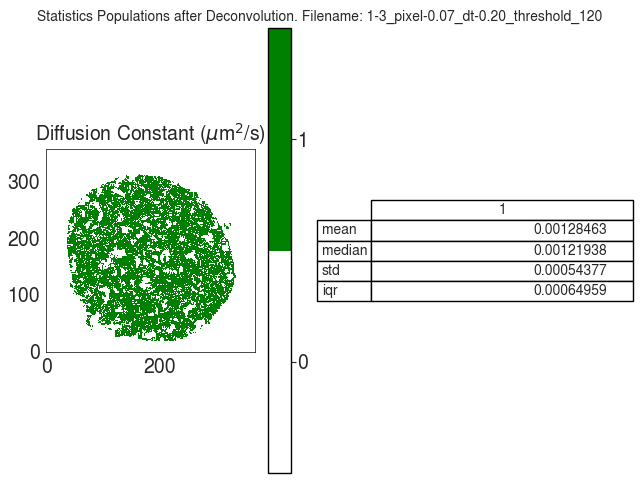 Statistics Populations after Deconvolution. Filename: 1-3_pixel-0.07_dt-0.20_threshold_120
Diffusion Constant (μm²/s)
300
200
100
0
0 200
1
0
1
mean 0.00128463
median 0.00121938
std 0.00054377
iqr 0.00064959